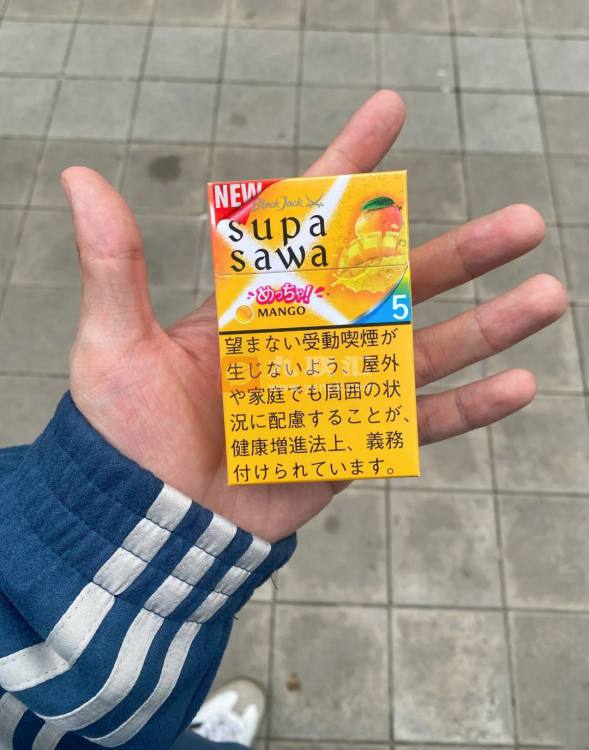 NEW
Black Jack
supa
sawa
めっちゃ!
MANGO
5
望まない受動喫煙が
生じないよう、屋外
や家庭でも周囲の状
況に配慮することが、
健康増進法上、義務
付けられています。